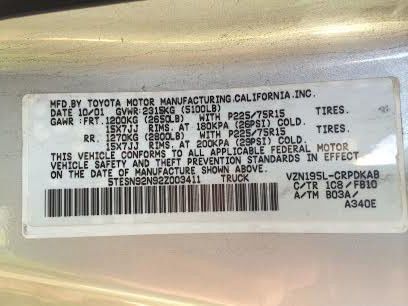 MFD.BY TOYOTA MOTOR MANUFACTURING,CALIFORNIA,INC.
DATE 10/01 GVWR:2315KG (5100LB)
GAWR : FRT.1200KG (2650LB) WITH P225/75R15 TIRES.
15X7JJ RIMS. AT 180KPA (26PSI) COLD.
RR. 1270KG (2800LB) WITH P225/75R15 TIRES.
15X7JJ RIMS. AT 200KPA (29PSI) COLD.
THIS VEHICLE CONFORMS TO ALL APPLICABLE FEDERAL MOTOR
VEHICLE SAFETY AND THEFT PREVENTION STANDARDS IN EFFECT
ON THE DATE OF MANUFACTURE SHOWN ABOVE.
5TESN92N92Z003411 TRUCK VZN195L-CRPDKAB
C/TR 1C8 / FB10
A/TM B03A/
A340E